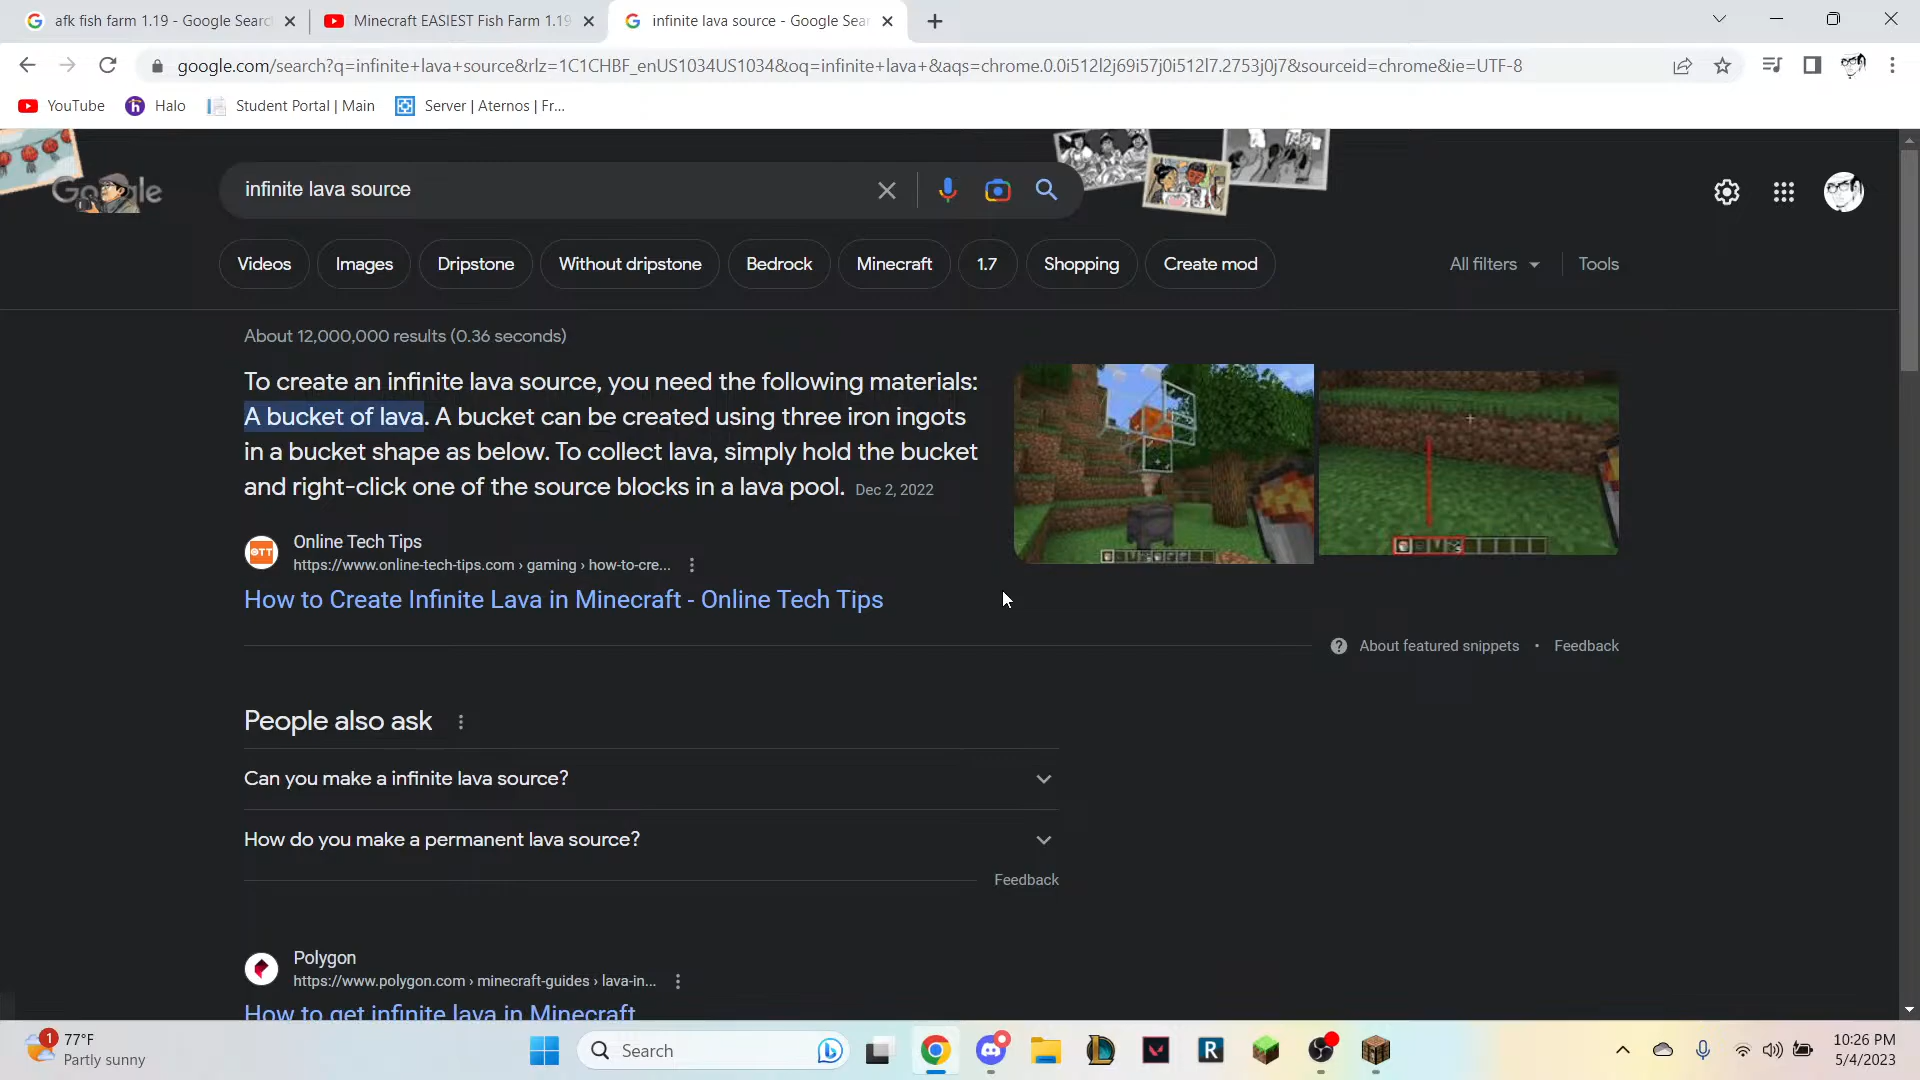 afk fish farm 1.19 - Google Searc
Minecraft EASIEST Fish Farm 1.19
infinite lava source - Google Sear
google.com/search?q=infinite+lava+source&rlz=1C1CHBF_enUS1034US1034&oq=infinite+lava+&aqs=chrome.0.0i512l2j69i57j0i512l7.2753j0j7&sourceid=chrome&ie=UTF-8
YouTube
Halo
Student Portal | Main
Server | Aternos | Fr...
Google
infinite lava source
Videos
Images
Dripstone
Without dripstone
Bedrock
Minecraft
1.7
Shopping
Create mod
All filters
Tools
About 12,000,000 results (0.36 seconds)
To create an infinite lava source, you need the following materials:
A bucket of lava. A bucket can be created using three iron ingots
in a bucket shape as below. To collect lava, simply hold the bucket
and right-click one of the source blocks in a lava pool. Dec 2, 2022
OTT
Online Tech Tips
https://www.online-tech-tips.com › gaming › how-to-cre...
How to Create Infinite Lava in Minecraft - Online Tech Tips
About featured snippets • Feedback
People also ask
Can you make a infinite lava source?
How do you make a permanent lava source?
Feedback
Polygon
https://www.polygon.com › minecraft-guides › lava-in...
How to get infinite lava in Minecraft
1
77°F
Partly sunny
Search
R
10:26 PM
5/4/2023